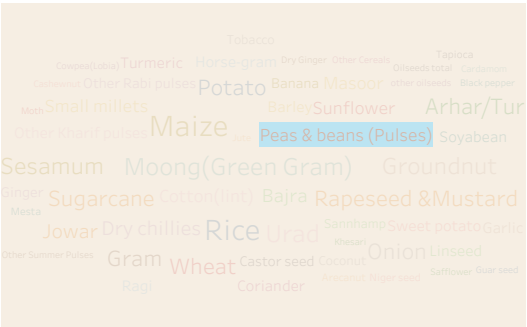 Tobacco
Cowpea(Lobia) Turmeric Horse-gram Dry Ginger Other Cereals Tapioca
Oilseeds total Cardamom
Cashewnut Other Rabi pulses Potato Banana Masoor other oilseeds Black pepper
Moth Small millets Barley Sunflower Arhar/Tur
Other Kharif pulses Maize Peas & beans (Pulses) Soyabean
Sesamum Moong(Green Gram) Groundnut
Ginger Sugarcane Cotton(lint) Bajra Rapeseed &Mustard
Mesta
Jowar Dry chillies Rice Urad Sannhamp Sweet potato Garlic
Khesari
Other Summer Pulses Gram Wheat Castor seed Coconut Onion Linseed
Safflower Guar seed
Ragi Coriander Arecanut Niger seed